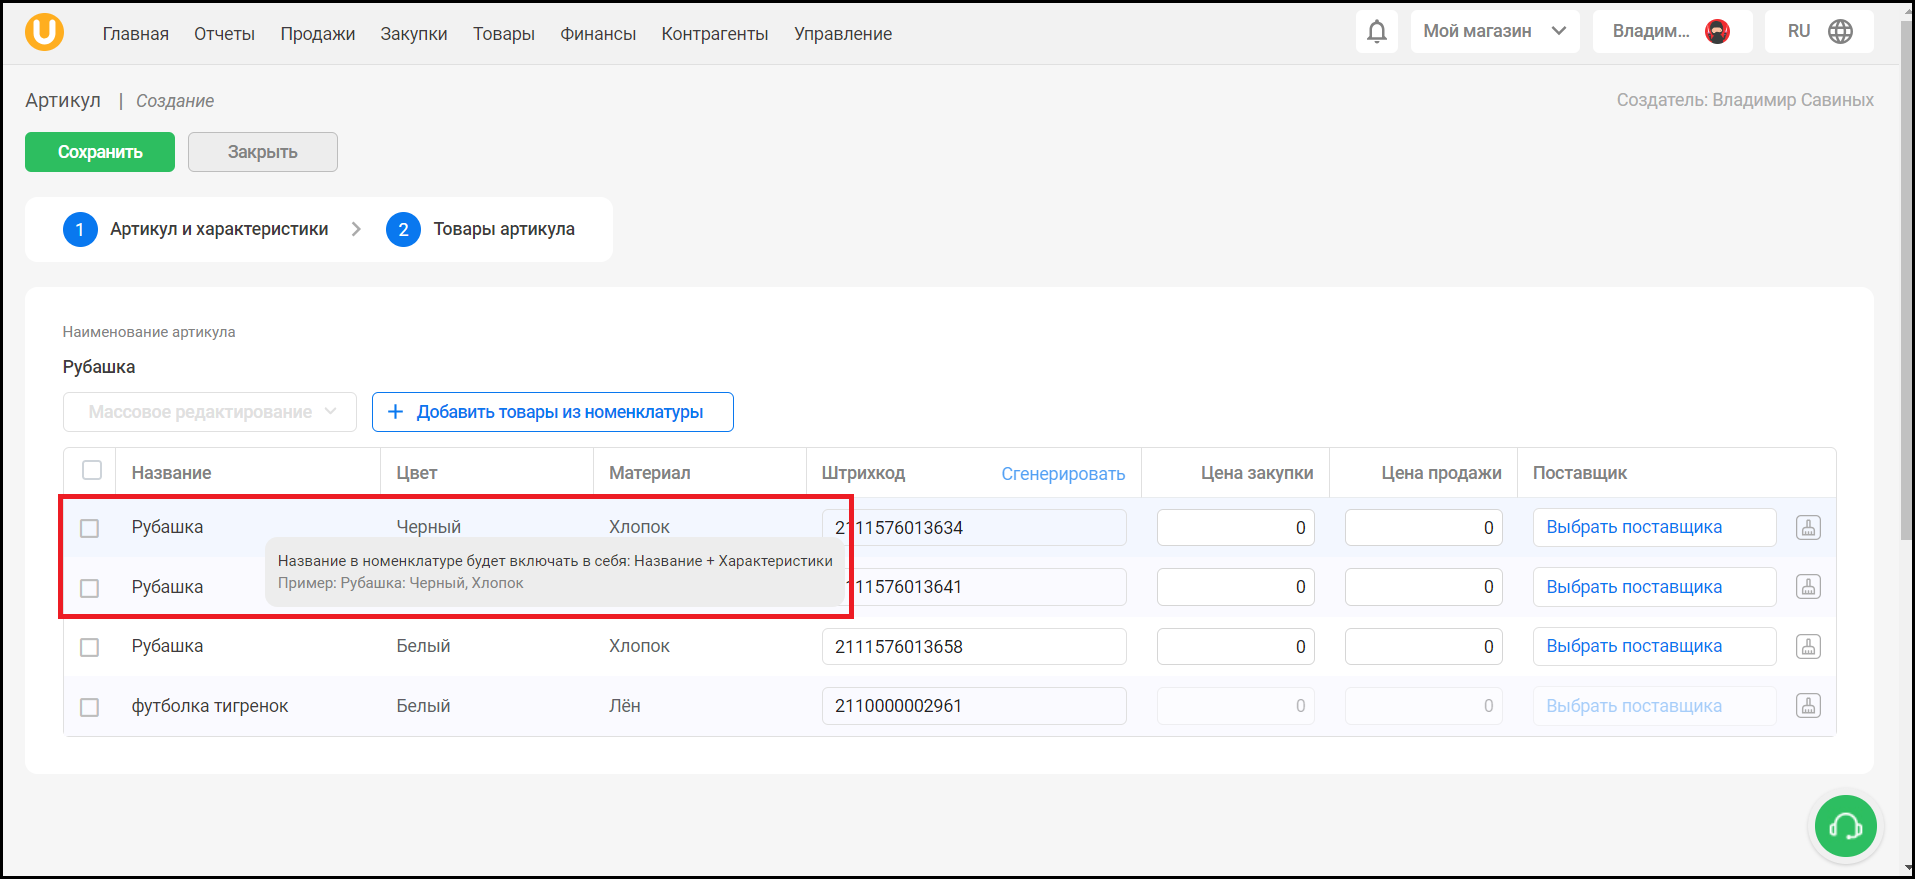 Главная Отчеты Продажи Закупки Товары Финансы Контрагенты Управление Мой магазин Владим... RU
Артикул | Создание Создатель: Владимир Савиных
Сохранить Закрыть
1 Артикул и характеристики 2 Товары артикула
Наименование артикула
Рубашка
Массовое редактирование + Добавить товары из номенклатуры
Название Цвет Материал Штрихкод Сгенерировать Цена закупки Цена продажи Поставщик
Рубашка Черный Хлопок 2111576013634 0 0 Выбрать поставщика
Название в номенклатуре будет включать в себя: Название + Характеристики
Пример: Рубашка: Черный, Хлопок
Рубашка 11576013641 0 0 Выбрать поставщика
Рубашка Белый Хлопок 2111576013658 0 0 Выбрать поставщика
футболка тигренок Белый Лён 2110000002961 0 0 Выбрать поставщика